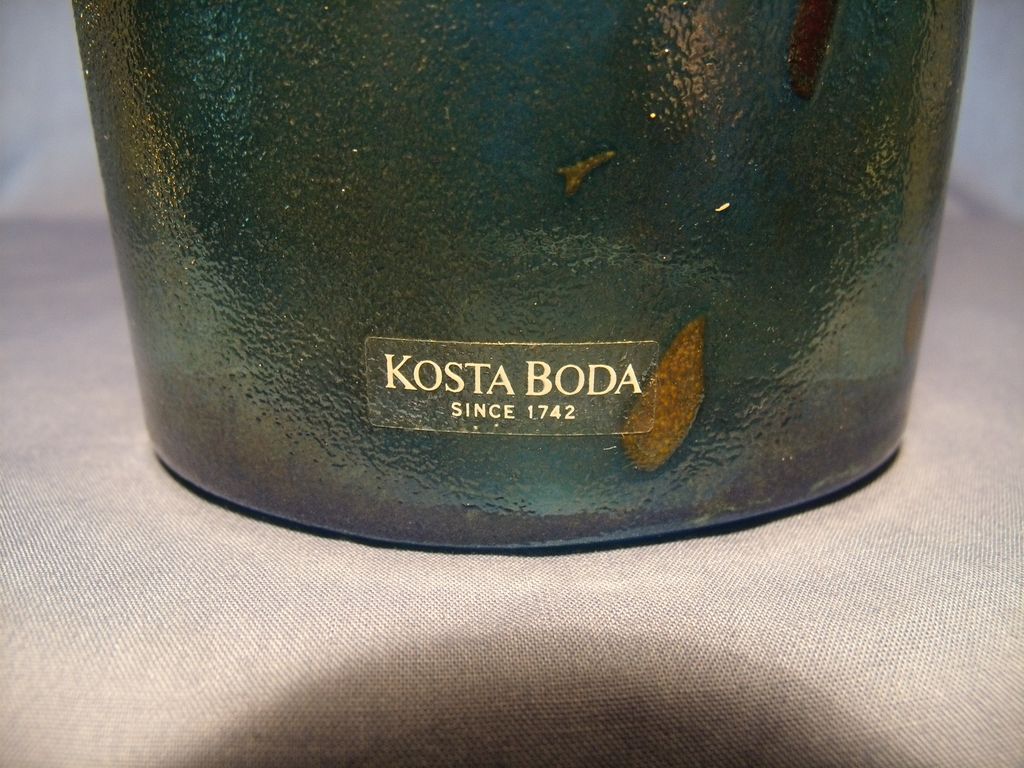 KOSTA BODA
SINCE 1742